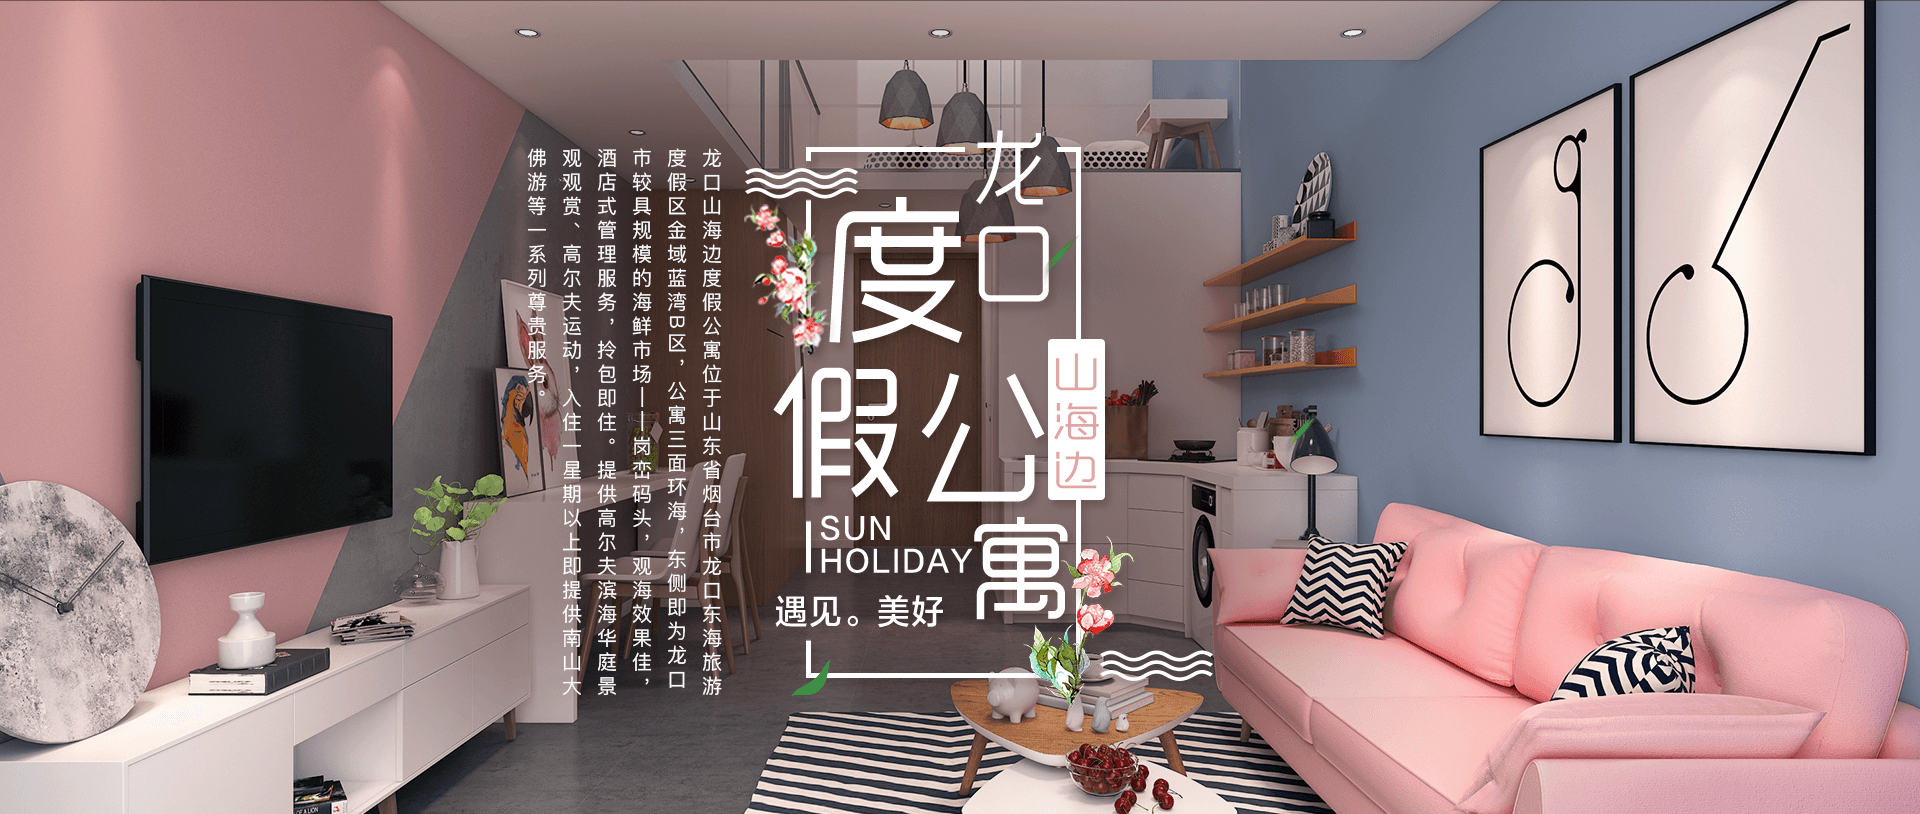 龙口
度假公寓
山海边
SUN
HOLIDAY
遇见。美好
龙口山海边度假公寓位于山东省烟台市龙口东海旅游
度假区金域蓝湾B区，公寓三面环海，东侧即为龙口
市较具规模的海鲜市场——岗峦码头，观海效果佳，
酒店式管理服务，拎包即住。提供高尔夫滨海华庭景
观观赏、高尔夫运动，入住一星期以上即提供南山大
佛游等一系列尊贵服务。